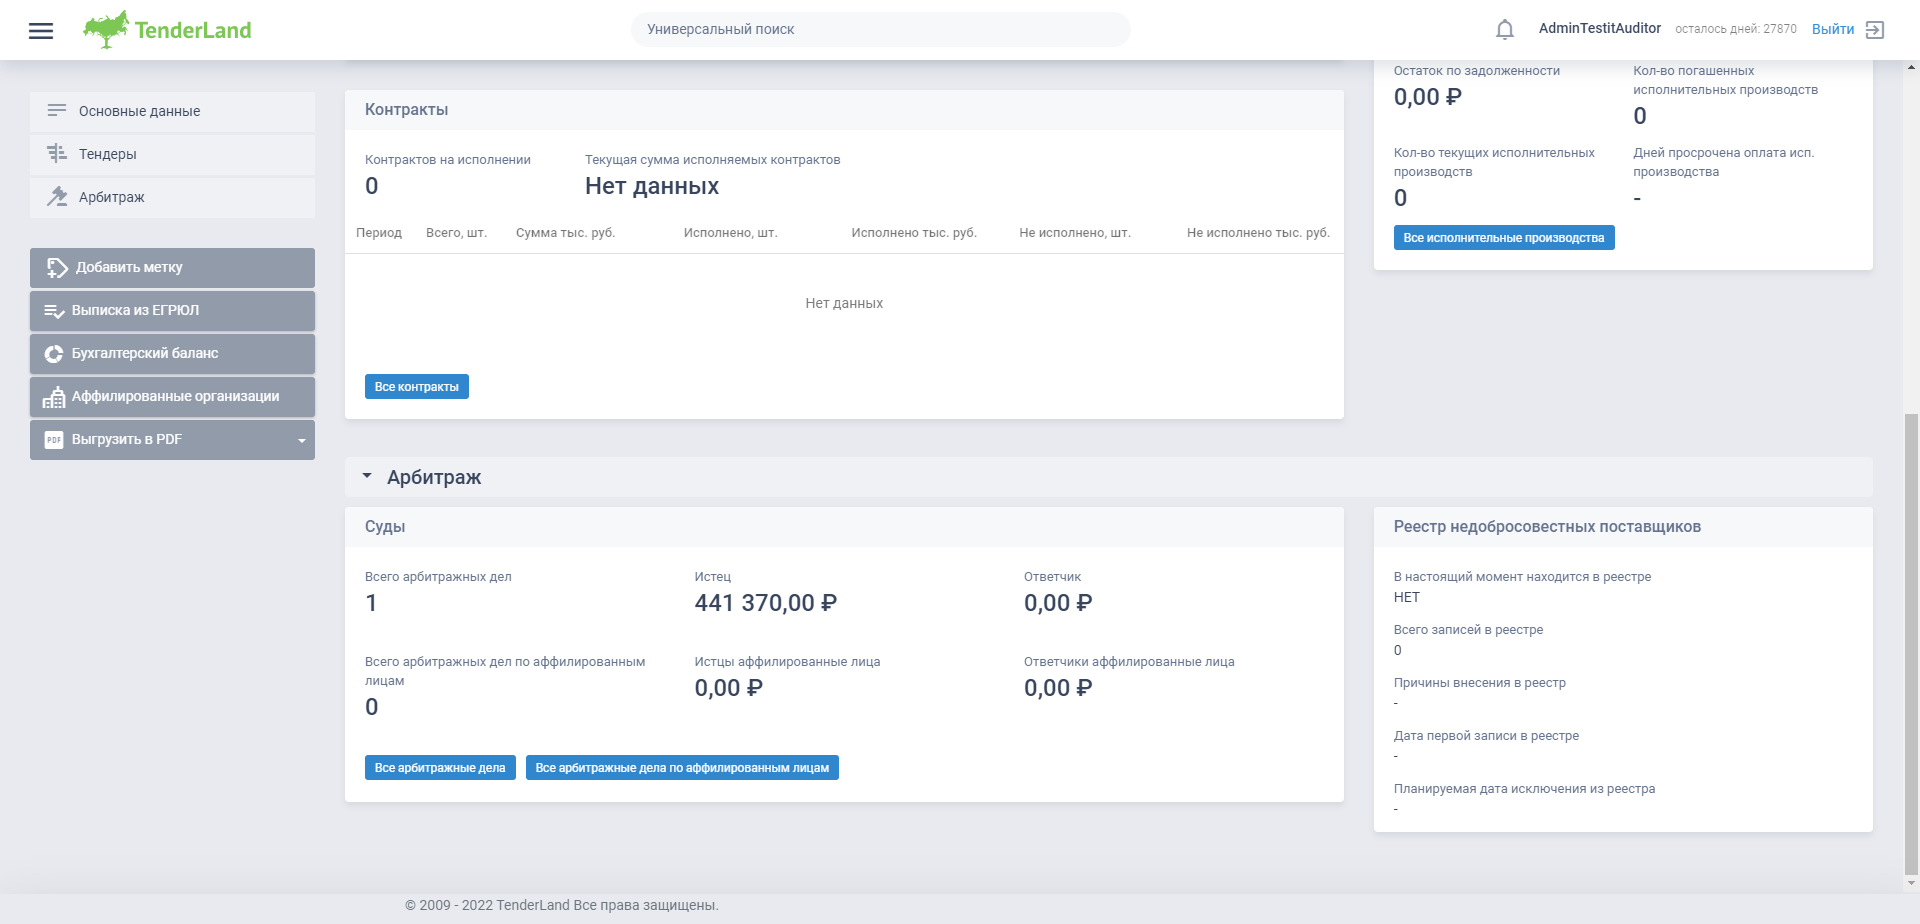 TenderLand
Универсальный поиск
AdminTestitAuditor
осталось дней: 27870
Выйти
Основные данные
Тендеры
Арбитраж
Добавить метку
Выписка из ЕГРЮЛ
Бухгалтерский баланс
Аффилированные организации
PDF Выгрузить в PDF
Контракты
Контрактов на исполнении
0
Текущая сумма исполняемых контрактов
Нет данных
Период Всего, шт. Сумма тыс. руб. Исполнено, шт. Исполнено тыс. руб. Не исполнено, шт. Не исполнено тыс. руб.
Нет данных
Все контракты
Остаток по задолженности
0,00 ₽
Кол-во погашенных
исполнительных производств
0
Кол-во текущих исполнительных
производств
0
Дней просрочена оплата исп.
производства
-
Все исполнительные производства
Арбитраж
Суды
Всего арбитражных дел
1
Истец
441 370,00 ₽
Ответчик
0,00 ₽
Всего арбитражных дел по аффилированным
лицам
0
Истцы аффилированные лица
0,00 ₽
Ответчики аффилированные лица
0,00 ₽
Все арбитражные дела
Все арбитражные дела по аффилированным лицам
Реестр недобросовестных поставщиков
В настоящий момент находится в реестре
НЕТ
Всего записей в реестре
0
Причины внесения в реестр
-
Дата первой записи в реестре
-
Планируемая дата исключения из реестра
-
© 2009 - 2022 TenderLand Все права защищены.